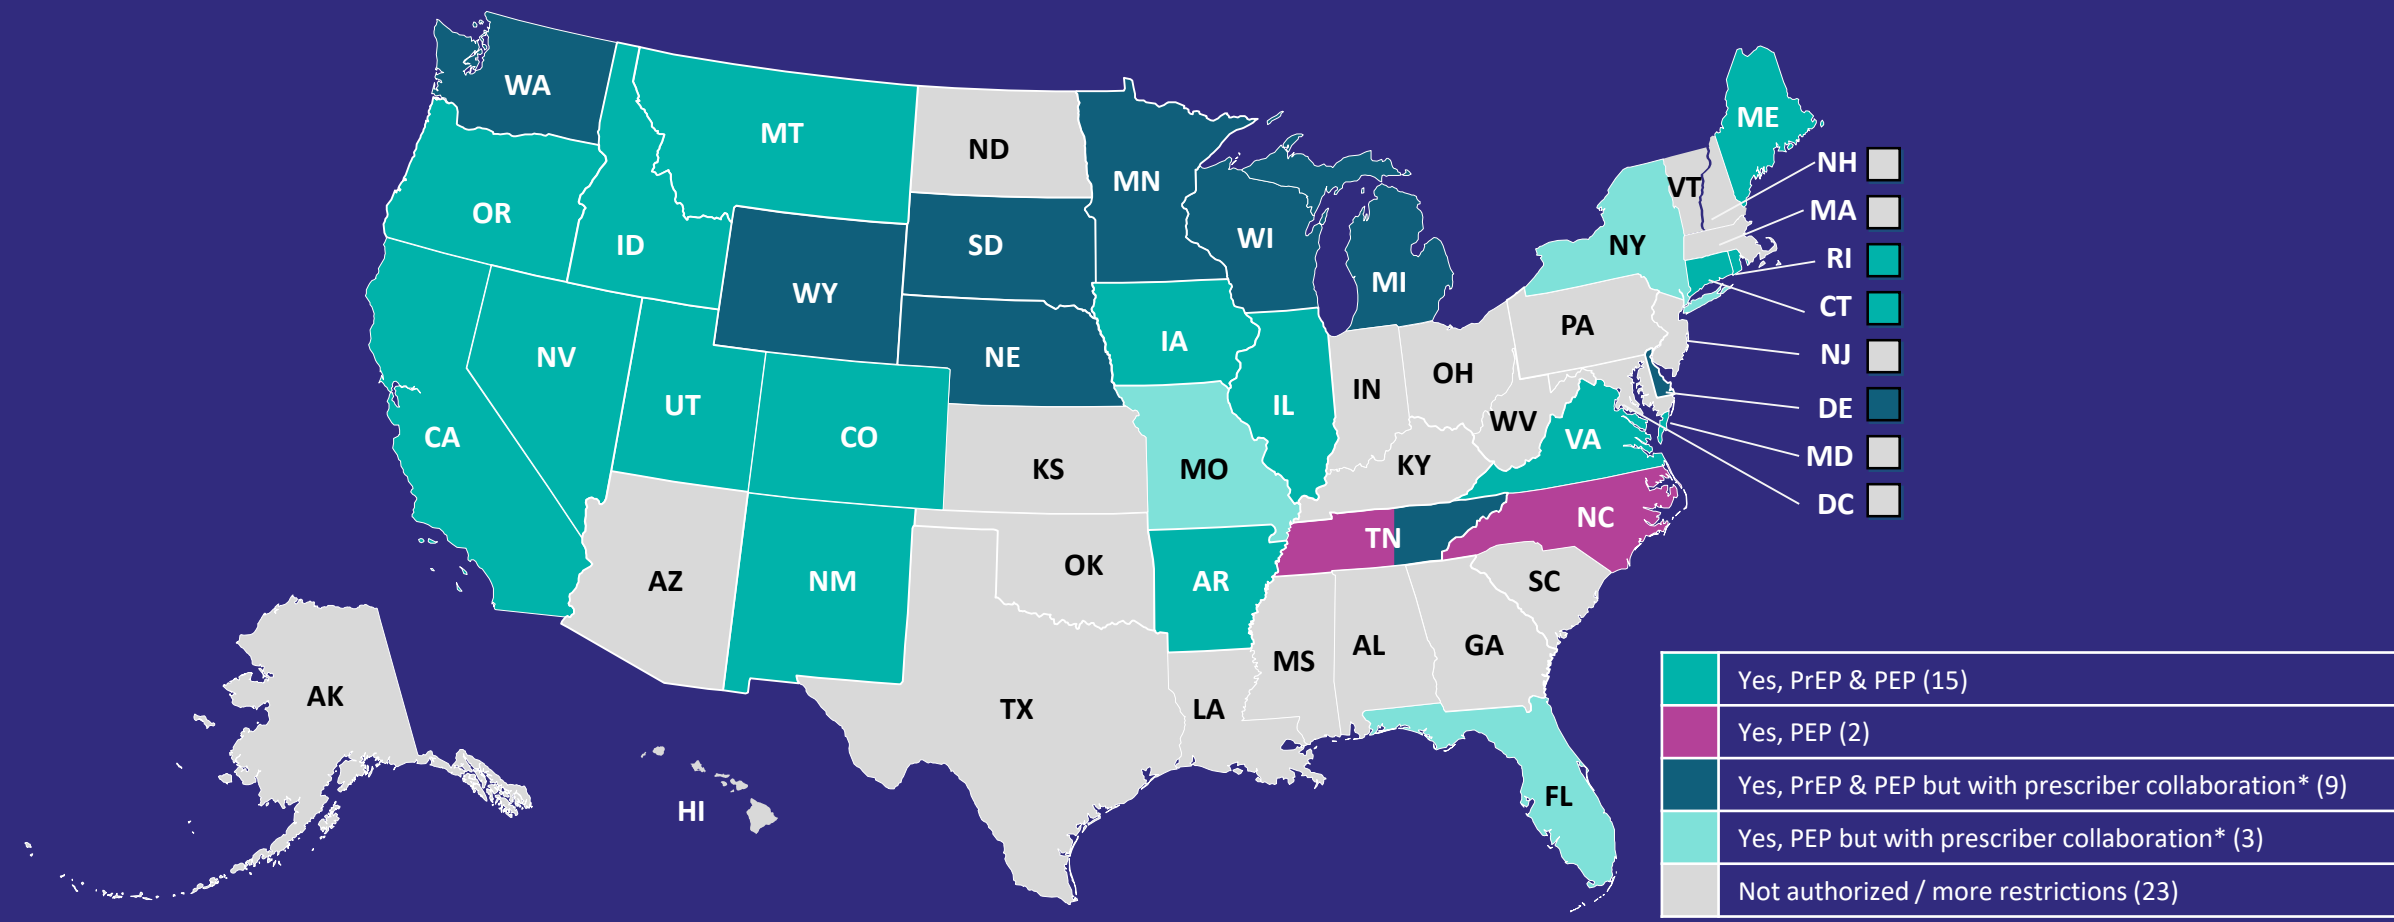 WA
MT
ND
MN
ME
OR
ID
SD
WI
MI
NY
VT
NH
MA
RI
CT
NJ
DE
MD
DC
WY
NE
IA
PA
NV
UT
CO
CA
KS
MO
IL
IN
OH
WV
VA
KY
NC
TN
AZ
NM
OK
AR
SC
MS
AL
GA
TX
LA
FL
AK
HI
Yes, PrEP & PEP (15)
Yes, PEP (2)
Yes, PrEP & PEP but with prescriber collaboration* (9)
Yes, PEP but with prescriber collaboration* (3)
Not authorized / more restrictions (23)